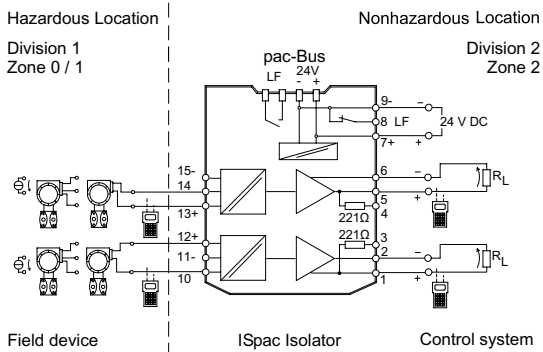 Hazardous Location
Nonhazardous Location
Division 1
Zone 0 / 1
Division 2
Zone 2
pac-Bus
LF 24V
- +
9- –
8 LF 24 V DC
7+ +
15-
14
13+
6 –
5 +
4
221Ω
RL
12+
11-
10
221Ω
3
2 –
1 +
RL
Field device
ISpac Isolator
Control system